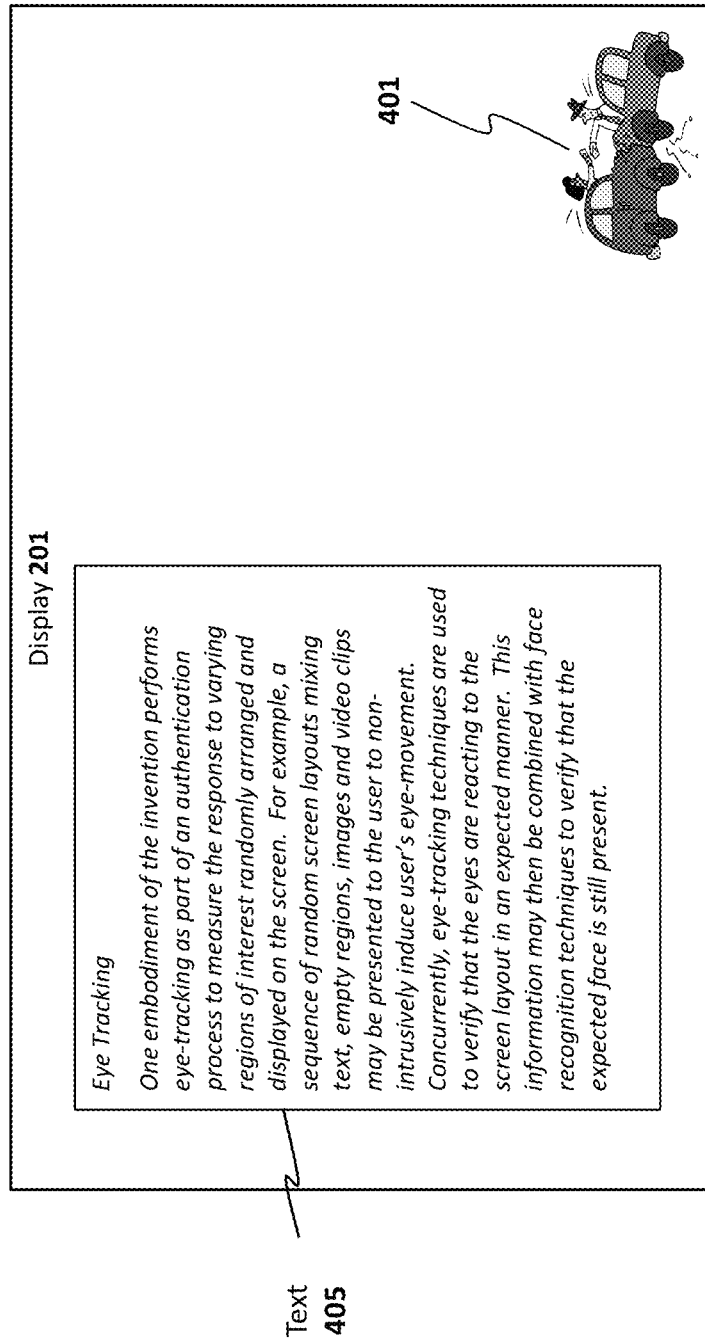 Display 201
Eye Tracking
One embodiment of the invention performs
eye-tracking as part of an authentication
process to measure the response to varying
regions of interest randomly arranged and
displayed on the screen. For example, a
sequence of random screen layouts mixing
text, empty regions, images and video clips
may be presented to the user to non-
intrusively induce user's eye-movement.
Concurrently, eye-tracking techniques are used
to verify that the eyes are reacting to the
screen layout in an expected manner. This
information may then be combined with face
recognition techniques to verify that the
expected face is still present.
401
Text
405